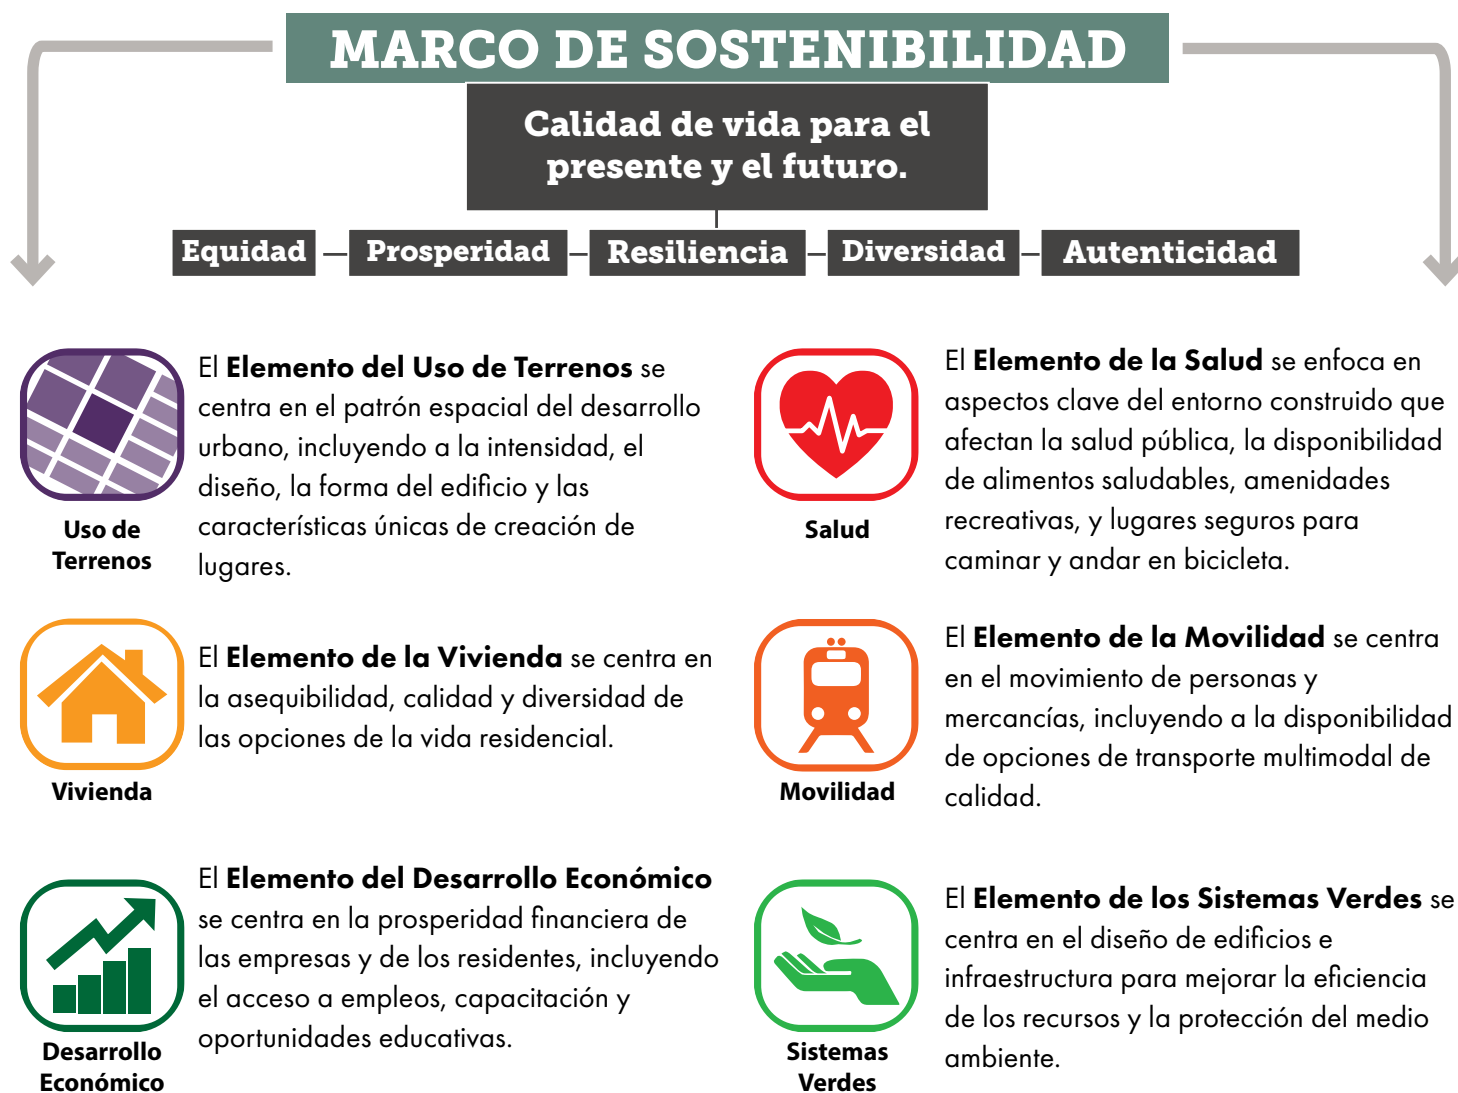 MARCO DE SOSTENIBILIDAD
Calidad de vida para el
presente y el futuro.
Equidad
Prosperidad
Resiliencia
Diversidad
Autenticidad
El Elemento del Uso de Terrenos se
centra en el patrón espacial del desarrollo
urbano, incluyendo a la intensidad, el
diseño, la forma del edificio y las
características únicas de creación de
lugares.
Uso de
Terrenos
El Elemento de la Vivienda se centra en
la asequibilidad, calidad y diversidad de
las opciones de la vida residencial.
Vivienda
El Elemento del Desarrollo Económico
se centra en la prosperidad financiera de
las empresas y de los residentes, incluyendo
el acceso a empleos, capacitación y
oportunidades educativas.
Desarrollo
Económico
El Elemento de la Salud se enfoca en
aspectos clave del entorno construido que
afectan la salud pública, la disponibilidad
de alimentos saludables, amenidades
recreativas, y lugares seguros para
caminar y andar en bicicleta.
Salud
El Elemento de la Movilidad se centra
en el movimiento de personas y
mercancías, incluyendo a la disponibilidad
de opciones de transporte multimodal de
calidad.
Movilidad
El Elemento de los Sistemas Verdes se
centra en el diseño de edificios e
infraestructura para mejorar la eficiencia
de los recursos y la protección del medio
ambiente.
Sistemas
Verdes